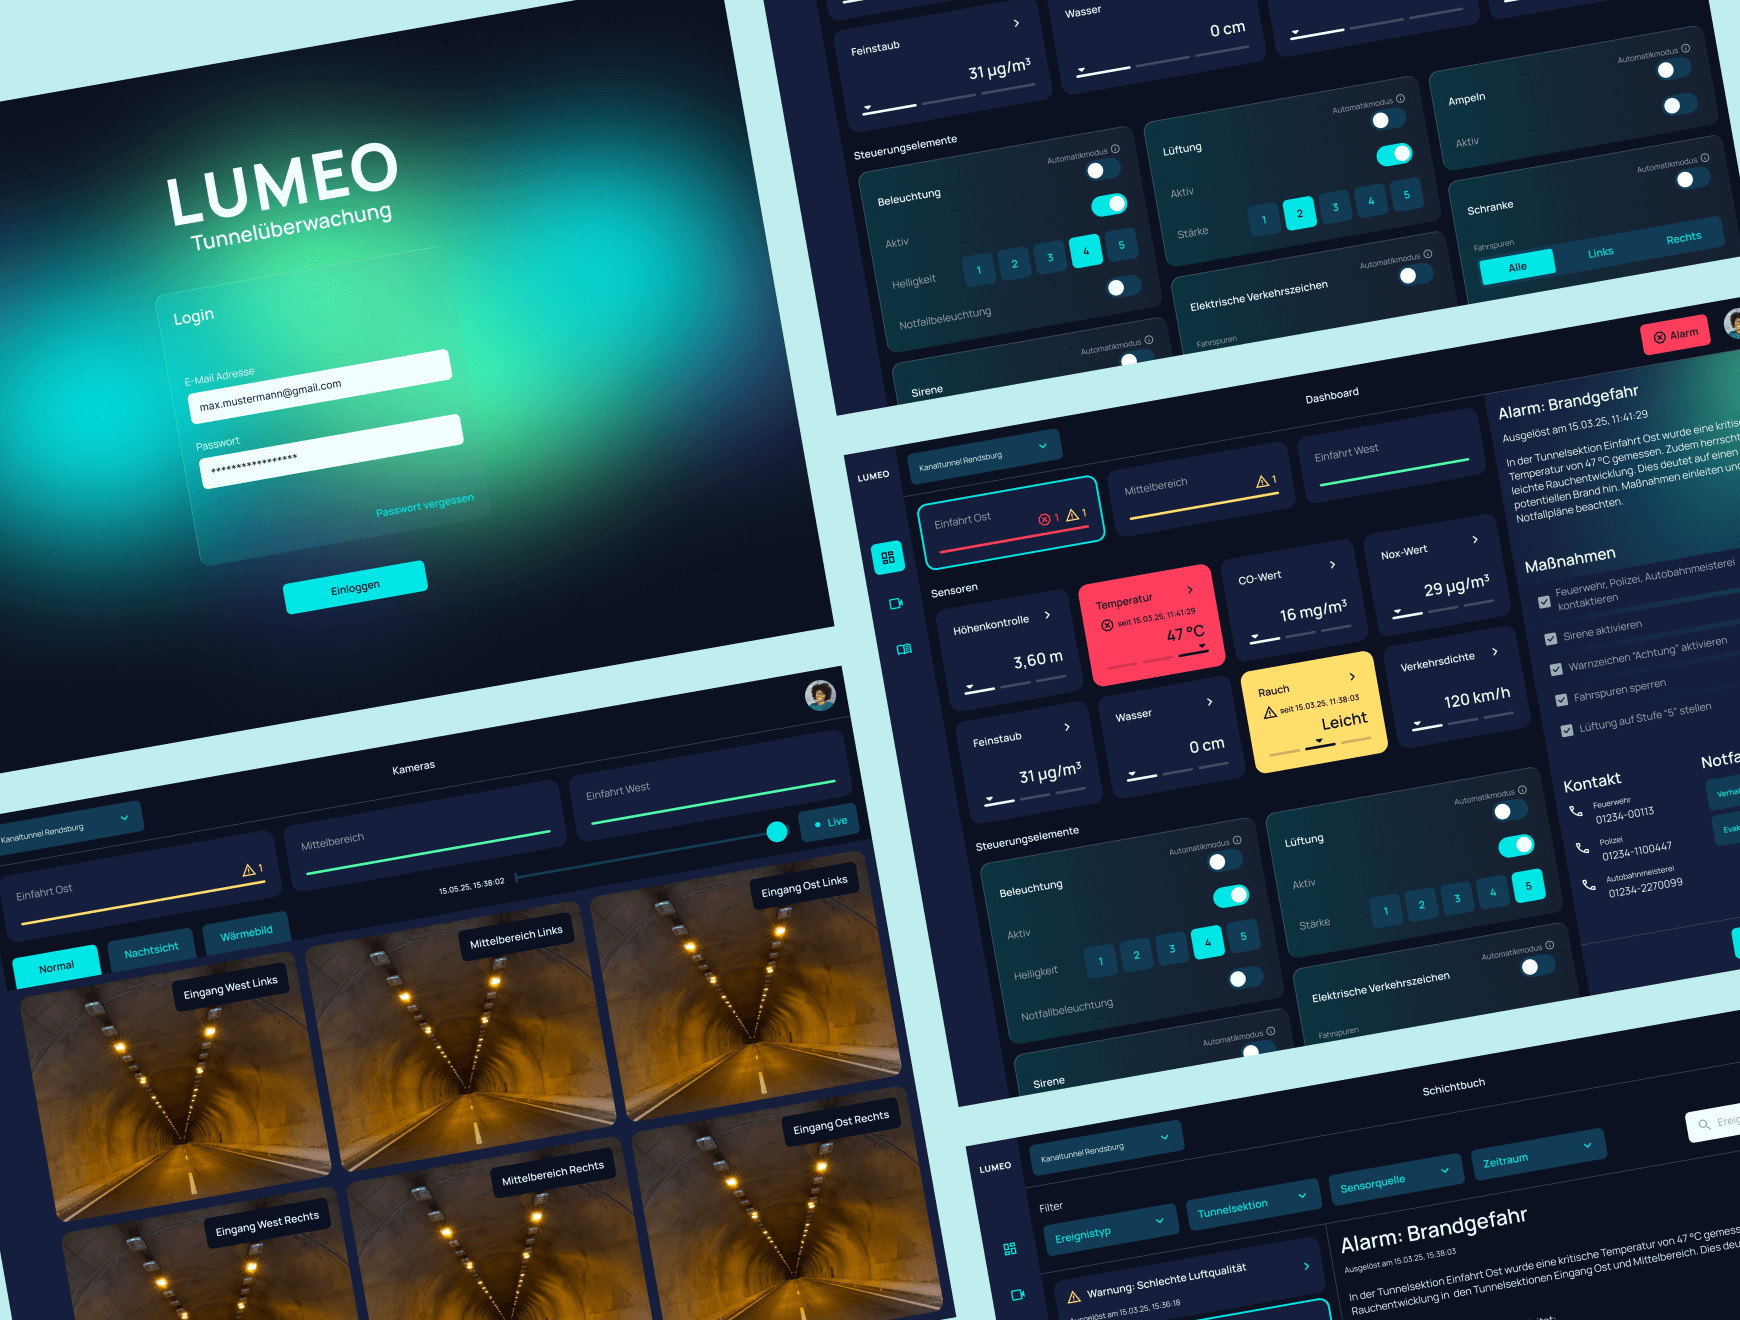 LUMEO
Tunnelüberwachung
Login
E-Mail Adresse
max.mustermann@gmail.com
Passwort
*****************
Passwort vergessen
Einloggen
Feinstaub
31 µg/m³
Wasser
0 cm
Steuerungselemente
Beleuchtung
Automatikmodus
Aktiv
Helligkeit
1 2 3 4 5
Notfallbeleuchtung
Lüftung
Automatikmodus
Aktiv
Stärke
1 2 3 4 5
Ampeln
Automatikmodus
Aktiv
Schranke
Automatikmodus
Fahrspuren
Alle
Links
Rechts
Elektrische Verkehrszeichen
Automatikmodus
Fahrspuren
Sirene
Automatikmodus
Kameras
Kanaltunnel Rendsburg
Einfahrt Ost
1
Mittelbereich
Einfahrt West
15.05.25, 15:38:02
Live
Normal
Nachtsicht
Wärmebild
Eingang West Links
Mittelbereich Links
Eingang Ost Links
Eingang West Rechts
Mittelbereich Rechts
Eingang Ost Rechts
LUMEO
Kanaltunnel Rendsburg
Dashboard
Alarm
Einfahrt Ost
1
1
Mittelbereich
1
Einfahrt West
Sensoren
Höhenkontrolle
3,60 m
Temperatur
seit 15.03.25, 11:41:29
47 °C
CO-Wert
16 mg/m³
Nox-Wert
29 µg/m³
Feinstaub
31 µg/m³
Wasser
0 cm
Rauch
seit 15.03.25, 11:38:03
Leicht
Verkehrsdichte
120 km/h
Steuerungselemente
Beleuchtung
Automatikmodus
Aktiv
Helligkeit
1 2 3 4 5
Notfallbeleuchtung
Lüftung
Automatikmodus
Aktiv
Stärke
1 2 3 4 5
Elektrische Verkehrszeichen
Automatikmodus
Fahrspuren
Sirene
Automatikmodus
Alarm: Brandgefahr
Ausgelöst am 15.03.25, 11:41:29
In der Tunnelsektion Einfahrt Ost wurde eine kritische
Temperatur von 47 °C gemessen. Zudem herrscht
leichte Rauchentwicklung. Dies deutet auf einen
potentiellen Brand hin. Maßnahmen einleiten und
Notfallpläne beachten.
Maßnahmen
Feuerwehr, Polizei, Autobahnmeisterei
kontaktieren
Sirene aktivieren
Warnzeichen "Achtung" aktivieren
Fahrspuren sperren
Lüftung auf Stufe "5" stellen
Kontakt
Feuerwehr
01234-00113
Polizei
01234-1100447
Autobahnmeisterei
01234-2270099
Notfa
Verha
Evak
LUMEO
Kanaltunnel Rendsburg
Schichtbuch
Filter
Ereignistyp
Tunnelsektion
Sensorquelle
Zeitraum
Ereig
Warnung: Schlechte Luftqualität
Ausgelöst am 15.03.25, 15:36:18
Alarm: Brandgefahr
Ausgelöst am 15.03.25, 15:38:03
In der Tunnelsektion Einfahrt Ost wurde eine kritische Temperatur von 47 °C gemess
Rauchentwicklung in den Tunnelsektionen Eingang Ost und Mittelbereich. Dies deu